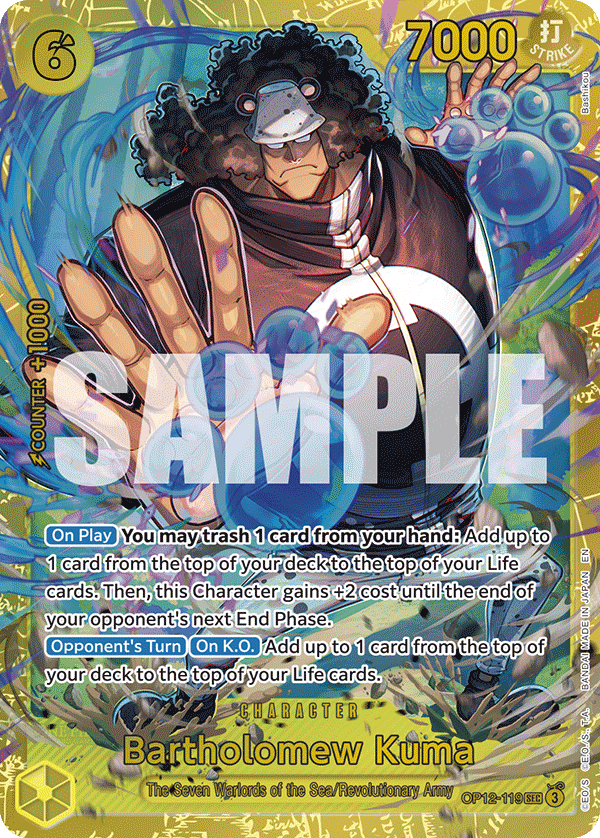 6
7000
打
STRIKE
Bashikou
COUNTER +1000
SAMPLE
On Play You may trash 1 card from your hand: Add up to
1 card from the top of your deck to the top of your Life
cards. Then, this Character gains +2 cost until the end of
your opponent's next End Phase.
Opponent's Turn On K.O. Add up to 1 card from the top of
your deck to the top of your Life cards.
CHARACTER
Bartholomew Kuma
The Seven Warlords of the Sea/Revolutionary Army
OP12-119 SEC 3
©E.O./S. ©E.O./S., T.A. BANDAI MADE IN JAPAN EN